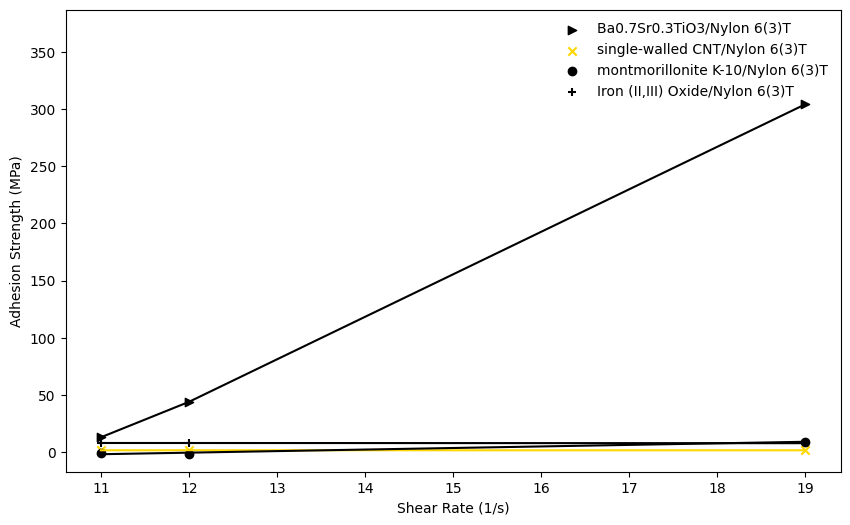 Ba0.7Sr0.3TiO3/Nylon 6(3)T
single-walled CNT/Nylon 6(3)T
montmorillonite K-10/Nylon 6(3)T
Iron (II,III) Oxide/Nylon 6(3)T
Adhesion Strength (MPa)
350
300
250
200
150
100
50
0
11 12 13 14 15 16 17 18 19
Shear Rate (1/s)